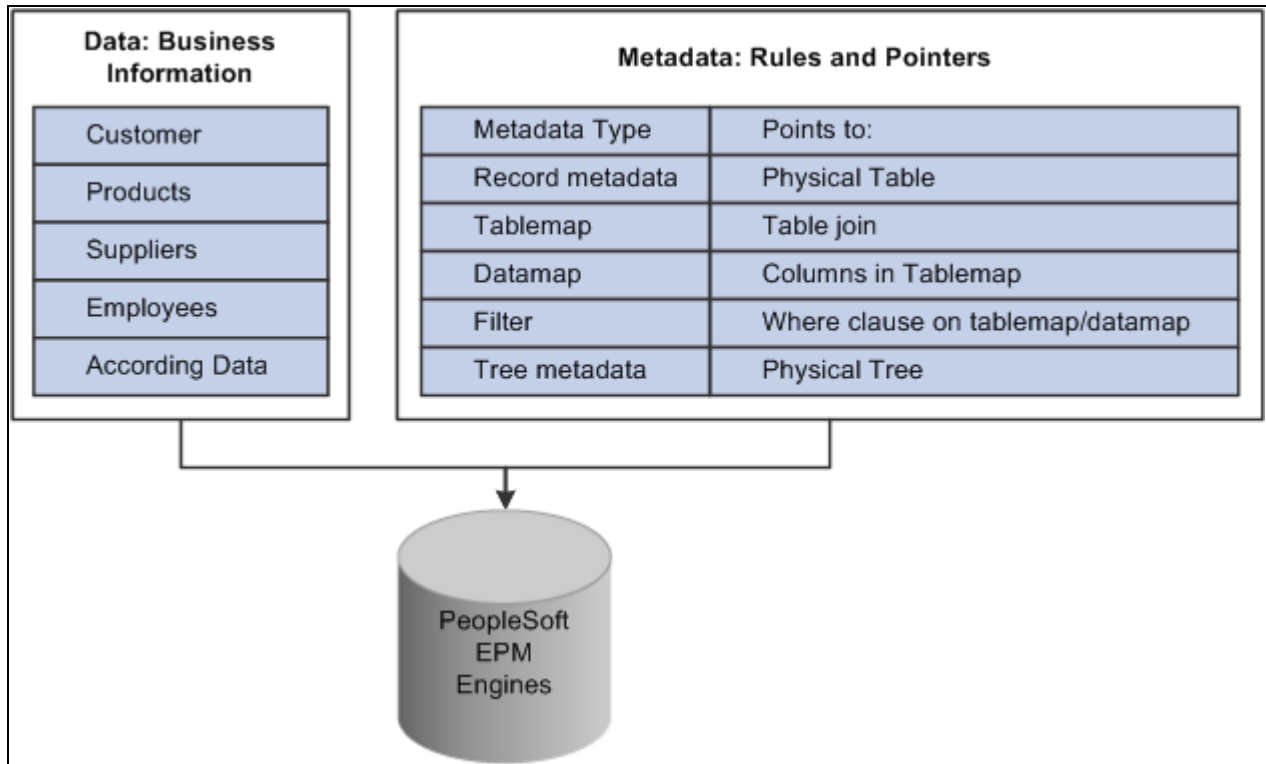 Data: Business
Information
Customer
Products
Suppliers
Employees
According Data
Metadata: Rules and Pointers
Metadata Type Points to:
Record metadata Physical Table
Tablemap Table join
Datamap Columns in Tablemap
Filter Where clause on tablemap/datamap
Tree metadata Physical Tree
PeopleSoft
EPM
Engines